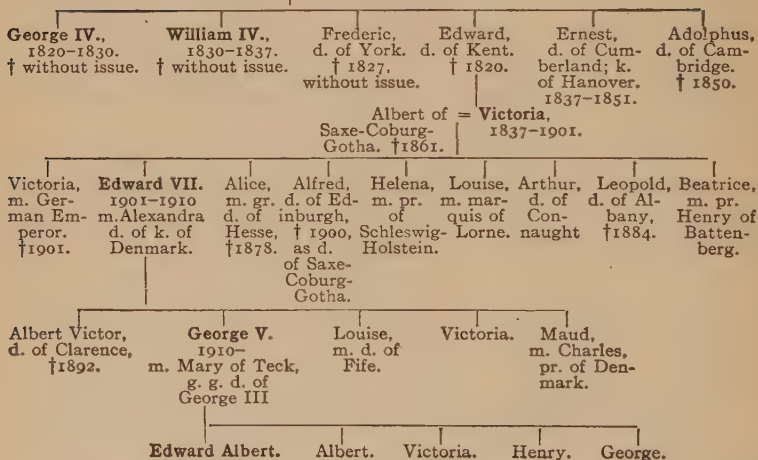 George IV., 1820–1830. † without issue.
William IV., 1830–1837. † without issue.
Frederic, d. of York. † 1827, without issue.
Edward, d. of Kent. † 1820.
Ernest, d. of Cumberland; k. of Hanover. 1837–1851.
Adolphus, d. of Cambridge. † 1850.
Albert of Saxe-Coburg-Gotha. †1861.
= Victoria, 1837–1901.
Victoria, m. German Emperor. †1901.
Edward VII. 1901–1910 m.Alexandra d. of k. of Denmark.
Alice, m. gr. d. of Hesse, †1878.
Alfred, d. of Edinburgh, † 1900, as d. of Saxe-Coburg-Gotha.
Helena, m. pr. of Schleswig-Holstein.
Louise, m. marquis of Lorne.
Arthur, d. of Connaught
Leopold, d. of Albany, †1884.
Beatrice, m. pr. Henry of Battenberg.
Albert Victor, d. of Clarence, †1892.
George V. 1910– m. Mary of Teck, g. g. d. of George III
Louise, m. d. of Fife.
Victoria.
Maud, m. Charles, pr. of Denmark.
Edward Albert. Albert. Victoria. Henry. George.